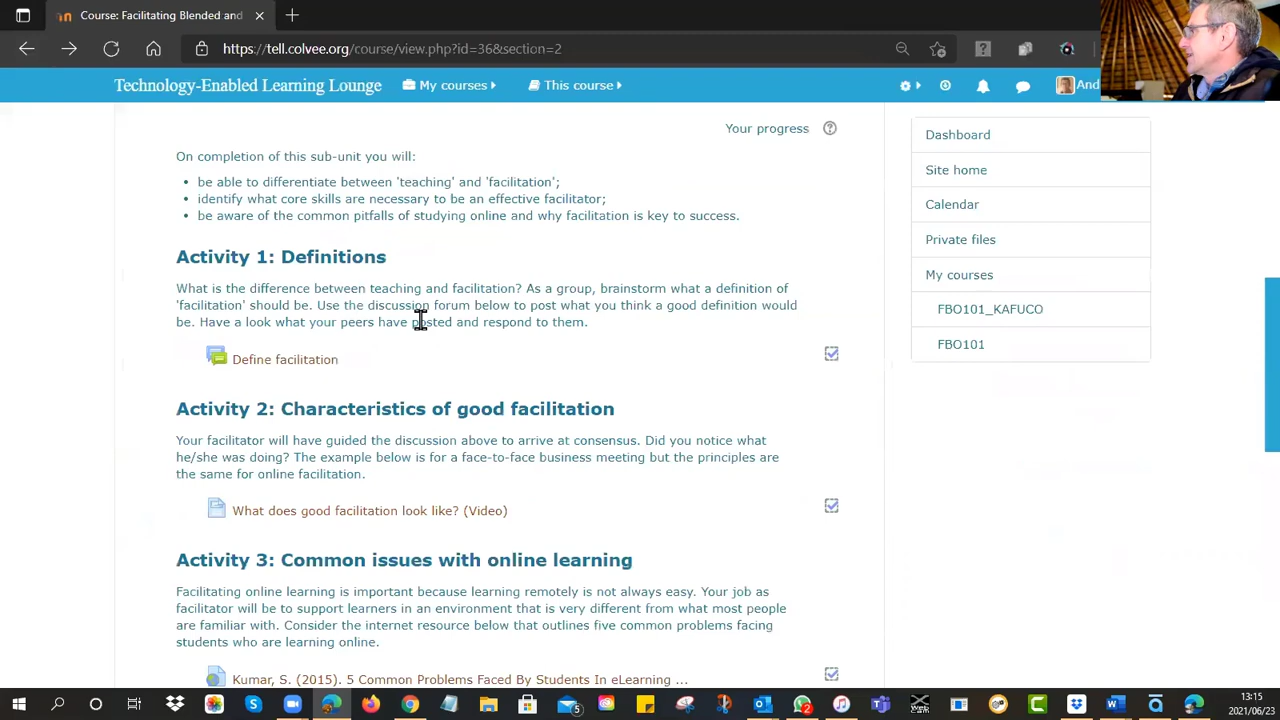 Course: Facilitating Blended and
https://tell.colvee.org/course/view.php?id=36&section=2
Technology-Enabled Learning Lounge
My courses
This course
And
Your progress
On completion of this sub-unit you will:
be able to differentiate between 'teaching' and 'facilitation';
identify what core skills are necessary to be an effective facilitator;
be aware of the common pitfalls of studying online and why facilitation is key to success.
Activity 1: Definitions
What is the difference between teaching and facilitation? As a group, brainstorm what a definition of
'facilitation' should be. Use the discussion forum below to post what you think a good definition would
be. Have a look what your peers have posted and respond to them.
Define facilitation
Activity 2: Characteristics of good facilitation
Your facilitator will have guided the discussion above to arrive at consensus. Did you notice what
he/she was doing? The example below is for a face-to-face business meeting but the principles are
the same for online facilitation.
What does good facilitation look like? (Video)
Activity 3: Common issues with online learning
Facilitating online learning is important because learning remotely is not always easy. Your job as
facilitator will be to support learners in an environment that is very different from what most people
are familiar with. Consider the internet resource below that outlines five common problems facing
students who are learning online.
Kumar, S. (2015). 5 Common Problems Faced By Students In eLearning ...
Dashboard
Site home
Calendar
Private files
My courses
FBO101_KAFUCO
FBO101
13:15
2021/06/23